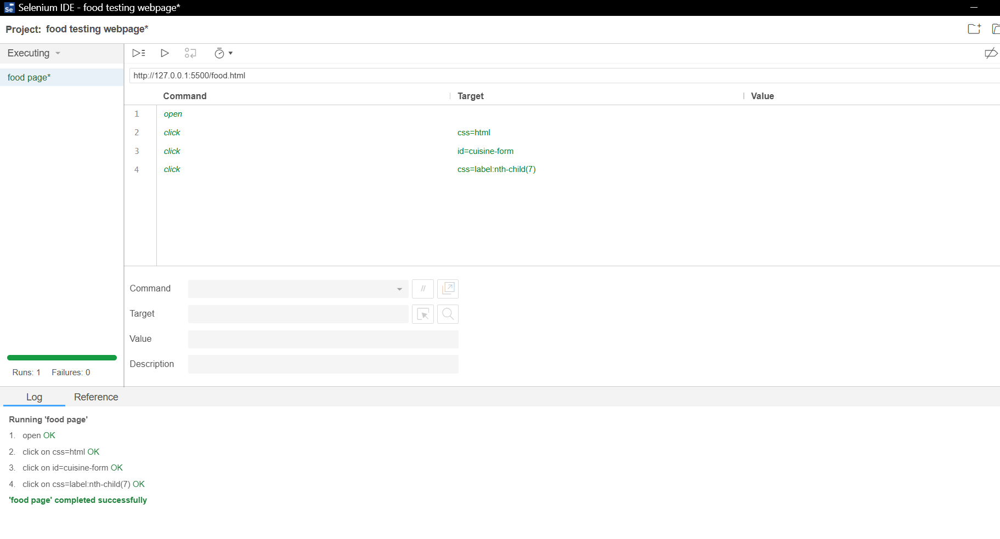 Se Selenium IDE - food testing webpage*
Project: food testing webpage*
Executing
food page*
http://127.0.0.1:5500/food.html
Command Target Value
1 open
2 click css=html
3 click id=cuisine-form
4 click css=label:nth-child(7)
Command //
Target
Value
Description
Runs: 1 Failures: 0
Log Reference
Running 'food page'
1. open OK
2. click on css=html OK
3. click on id=cuisine-form OK
4. click on css=label:nth-child(7) OK
'food page' completed successfully